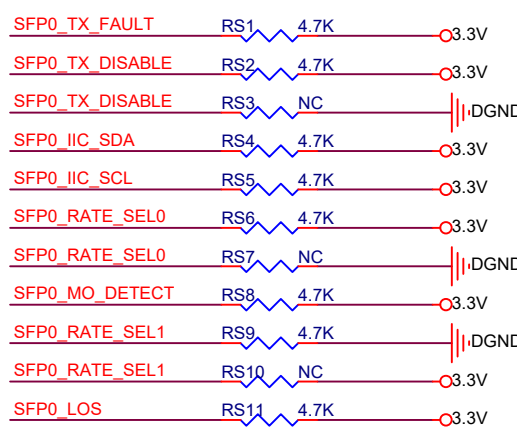 SFP0_TX_FAULT RS1 4.7K 3.3V
SFP0_TX_DISABLE RS2 4.7K 3.3V
SFP0_TX_DISABLE RS3 NC DGND
SFP0_IIC_SDA RS4 4.7K 3.3V
SFP0_IIC_SCL RS5 4.7K 3.3V
SFP0_RATE_SEL0 RS6 4.7K 3.3V
SFP0_RATE_SEL0 RS7 NC DGND
SFP0_MO_DETECT RS8 4.7K 3.3V
SFP0_RATE_SEL1 RS9 4.7K DGND
SFP0_RATE_SEL1 RS10 NC 3.3V
SFP0_LOS RS11 4.7K 3.3V